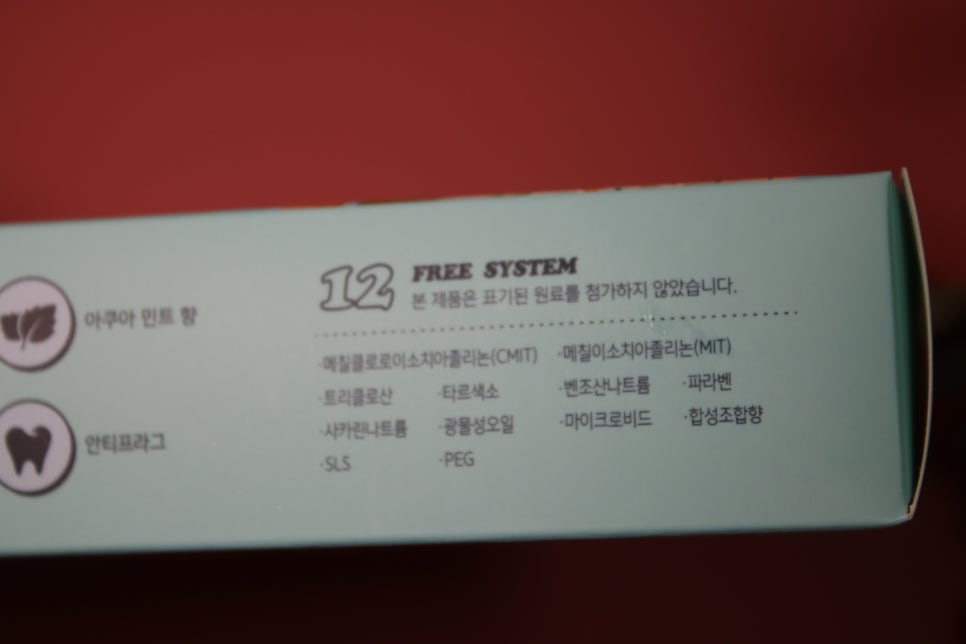 아쿠아 민트 향
안티프라그
12 FREE SYSTEM
본 제품은 표기된 원료를 첨가하지 않았습니다.
·메칠클로로이소치아졸리논(CMIT) ·메칠이소치아졸리논(MIT)
·트리클로산 ·타르색소 ·벤조산나트륨 ·파라벤
·사카린나트륨 ·광물성오일 ·마이크로비드 ·합성조합향
·SLS ·PEG